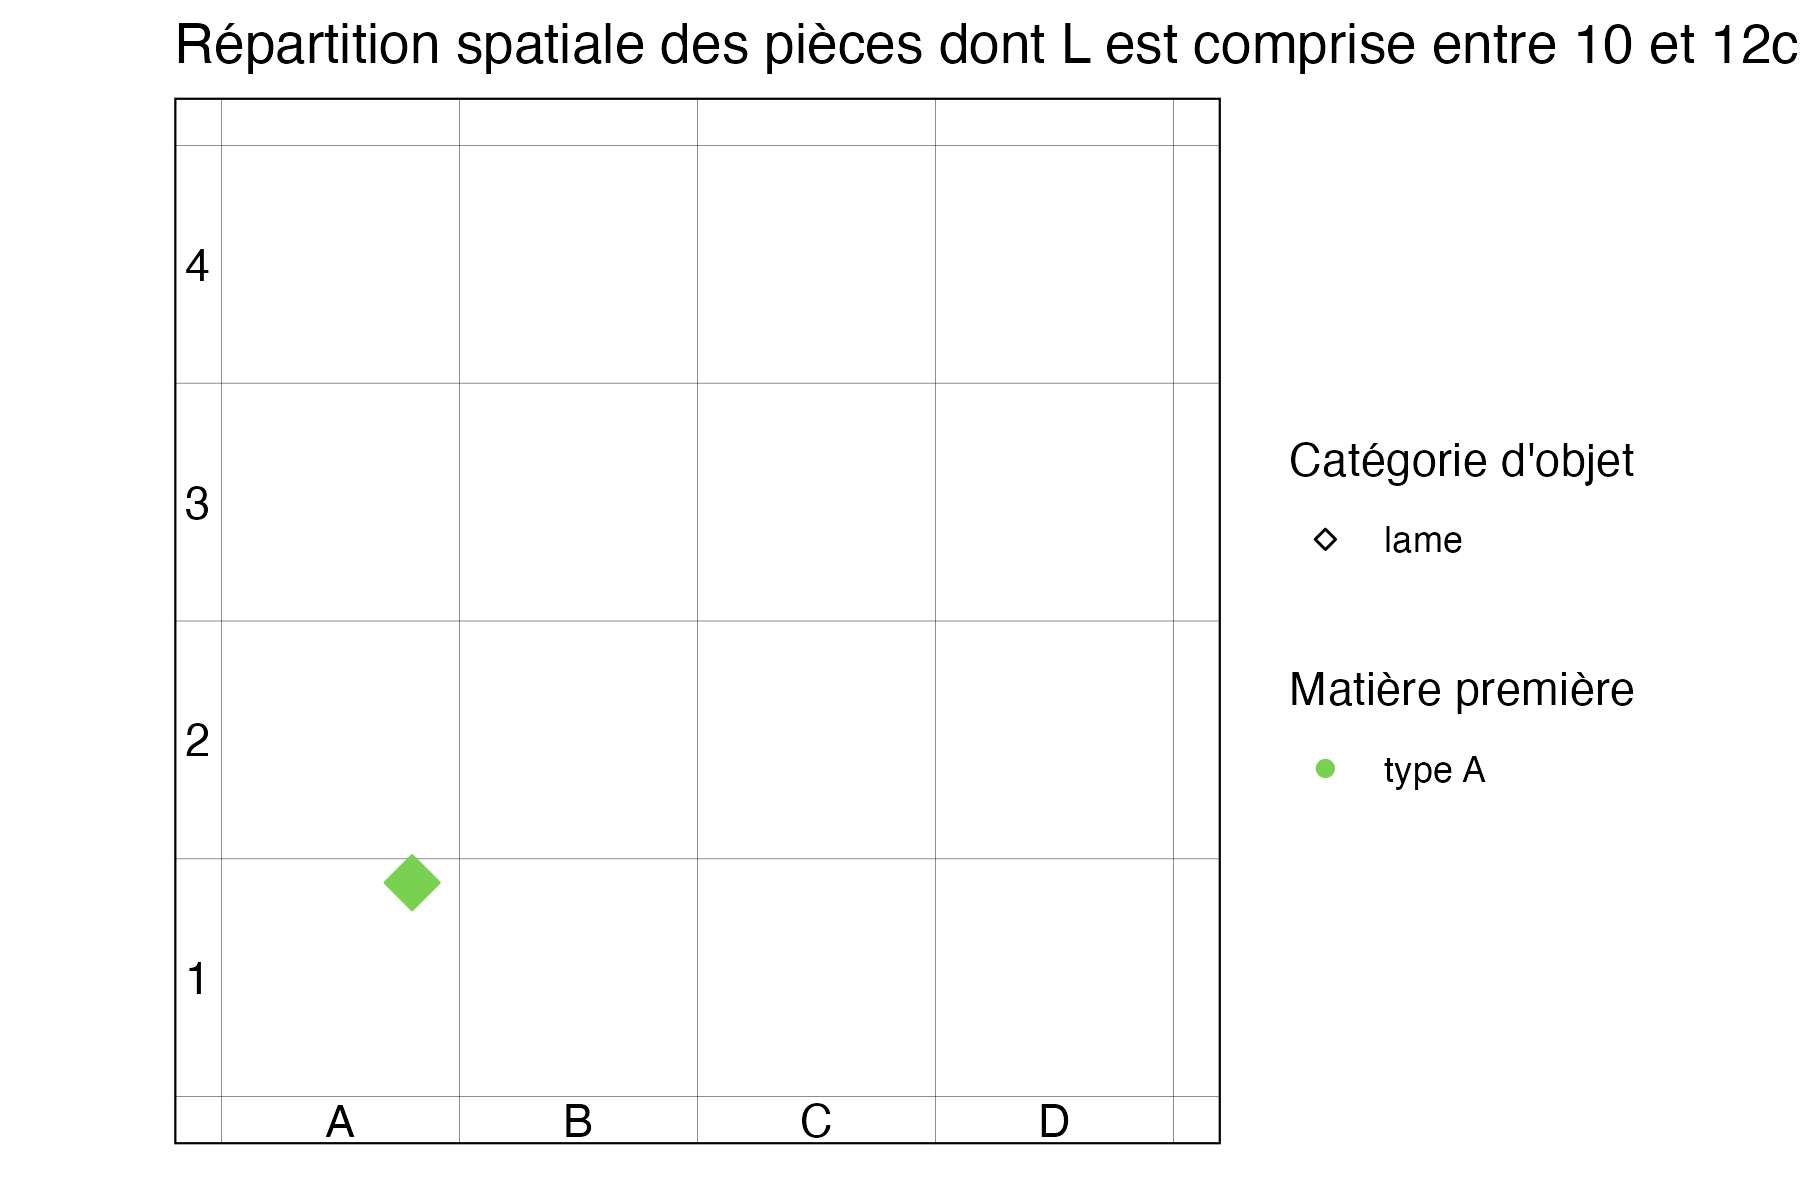 Répartition spatiale des pièces dont L est comprise entre 10 et 12c
4
3
2
1
A B C D
Catégorie d'objet
lame
Matière première
type A